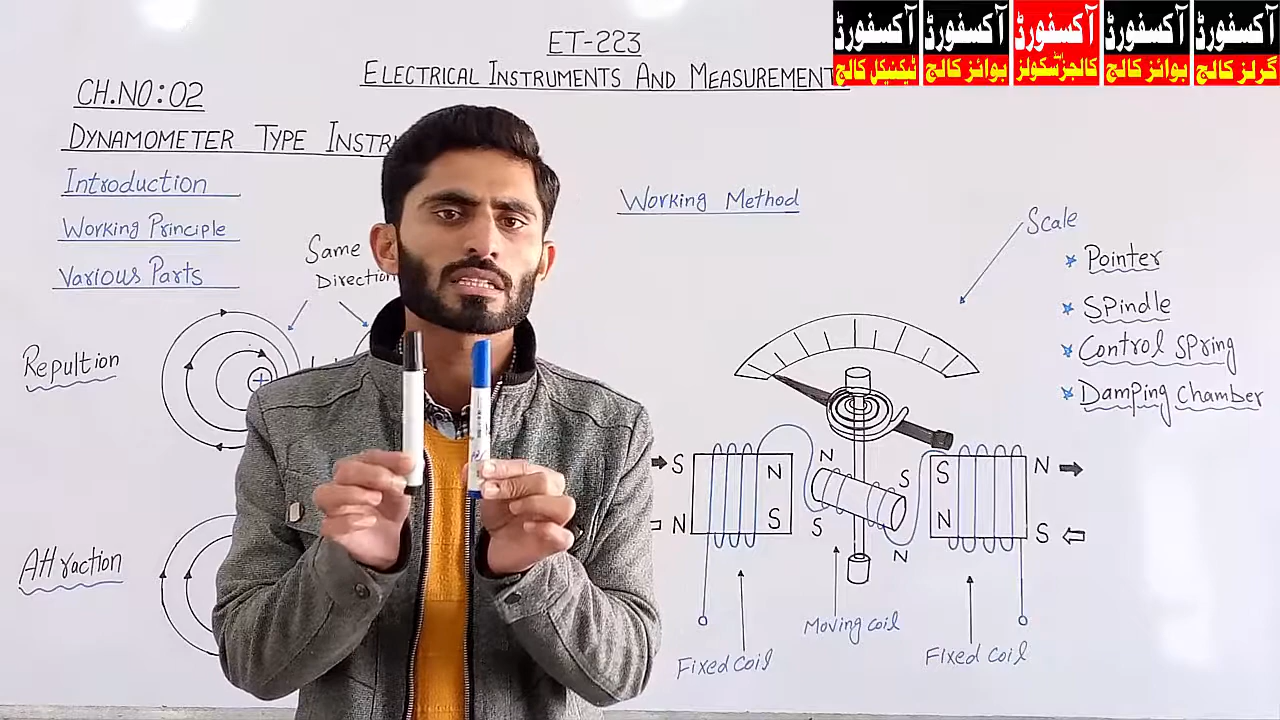 ET-223
ELECTRICAL INSTRUMENTS AND MEASUREMENT
آکسفورڈ
ٹیکنیکل کالج
آکسفورڈ
بوائز کالج
آکسفورڈ
کالجز اینڈ سکولز
آکسفورڈ
بوائز کالج
آکسفورڈ
گرلز کالج
CH.NO:02
DYNAMOMETER TYPE INSTR
Introduction
Working Principle
Various Parts
Same
Direction
Repultion
+
Attraction
Working Method
Scale
Pointer
Spindle
Control Spring
Damping Chamber
S N N S S N
N S S N N S
Moving coil
Fixed coil
Fixed coil